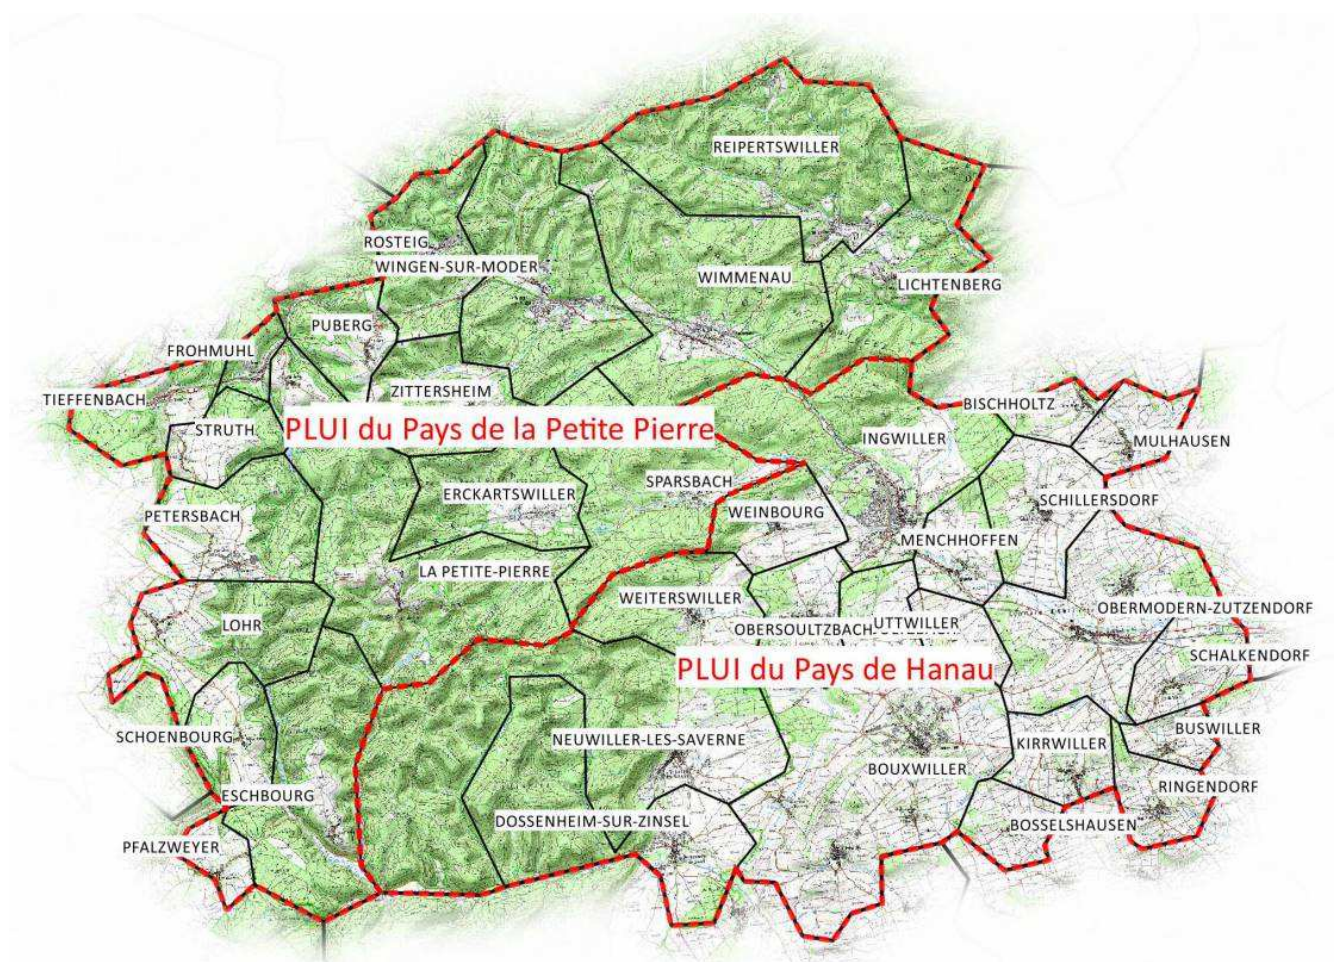 REIPERTSWILLER
ROSTEIG
WINGEN-SUR-MODER
WIMMENAU
LICHTENBERG
PUBERG
FROHMUHL
TIEFFENBACH
ZITTERSHEIM
STRUTH
BISCHHOLTZ
PLUI du Pays de la Petite Pierre
INGWILLER
MULHAUSEN
SPARSBACH
ERCKARTSWILLER
SCHILLERSDORF
PETERSBACH
WEINBOURG
MENCHHOFFEN
LA PETITE-PIERRE
WEITERSWILLER
OBERMODERN-ZUTZENDORF
LOHR
OBERSOULTZBACH
UTTWILLER
SCHALKENDORF
PLUI du Pays de Hanau
SCHOENBOURG
NEUWILLER-LES-SAVERNE
KIRRWILLER
BUSWILLER
BOUXWILLER
RINGENDORF
ESCHBOURG
DOSSENHEIM-SUR-ZINSEL
BOSSELSHAUSEN
PFALZWEYER